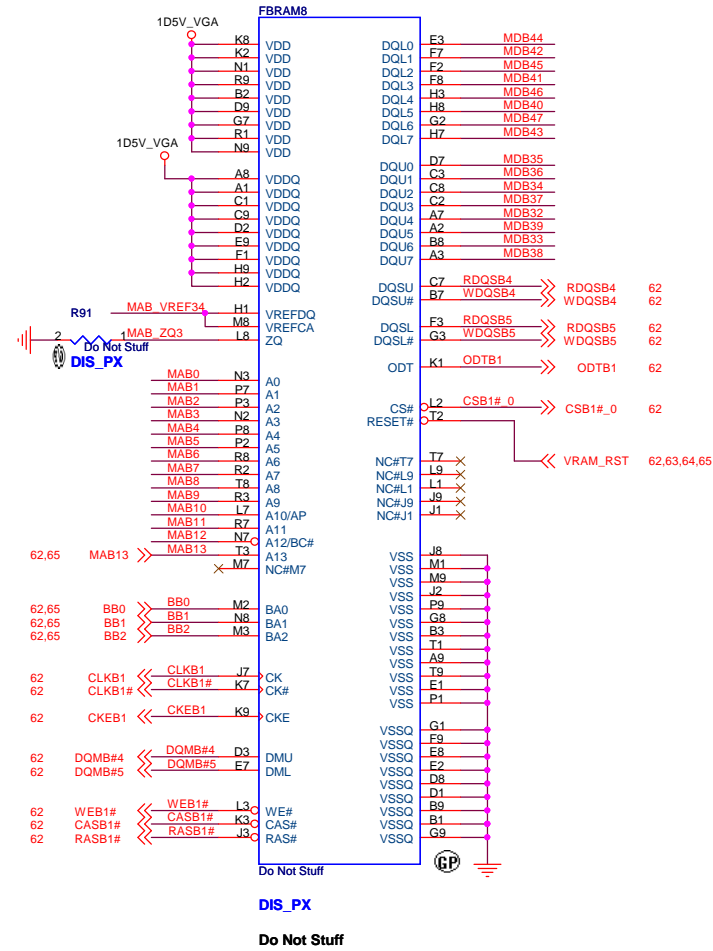 FBRAM8
1D5V_VGA
K8 VDD DQL0 E3 MDB44
K2 VDD DQL1 F7 MDB42
N1 VDD DQL2 F2 MDB45
R9 VDD DQL3 F8 MDB41
B2 VDD DQL4 H3 MDB46
D9 VDD DQL5 H8 MDB40
G7 VDD DQL6 G2 MDB47
R1 VDD DQL7 H7 MDB43
N9 VDD
1D5V_VGA
DQU0 D7 MDB35
A8 VDDQ DQU1 C3 MDB36
A1 VDDQ DQU2 C8 MDB34
C1 VDDQ DQU3 C2 MDB37
C9 VDDQ DQU4 A7 MDB32
D2 VDDQ DQU5 A2 MDB39
E9 VDDQ DQU6 B8 MDB33
F1 VDDQ DQU7 A3 MDB38
H9 VDDQ
H2 VDDQ
DQSU C7 RDQSB4 RDQSB4 62
DQSU# B7 WDQSB4 WDQSB4 62
R91 MAB_VREF34 H1 VREFDQ
M8 VREFCA
DQSL F3 RDQSB5 RDQSB5 62
DQSL# G3 WDQSB5 WDQSB5 62
2 1 MAB_ZQ3 L8 ZQ
Do Not Stuff
DIS_PX
ODT K1 ODTB1 ODTB1 62
MAB0 N3 A0
MAB1 P7 A1
MAB2 P3 A2
MAB3 N2 A3
MAB4 P8 A4
MAB5 P2 A5
MAB6 R8 A6
MAB7 R2 A7
MAB8 T8 A8
MAB9 R3 A9
MAB10 L7 A10/AP
MAB11 R7 A11
MAB12 N7 A12/BC#
62,65 MAB13 MAB13 T3 A13
M7 NC#M7
CS# L2 CSB1#_0 CSB1#_0 62
RESET# T2
VRAM_RST 62,63,64,65
NC#T7 T7
NC#L9 L9
NC#L1 L1
NC#J9 J9
NC#J1 J1
VSS J8
VSS M1
VSS M9
VSS J2
VSS P9
VSS G8
VSS B3
VSS T1
VSS A9
VSS T9
VSS E1
VSS P1
62,65 BB0 BB0 M2 BA0
62,65 BB1 BB1 N8 BA1
62,65 BB2 BB2 M3 BA2
62 CLKB1 CLKB1 J7 CK
62 CLKB1# CLKB1# K7 CK#
62 CKEB1 CKEB1 K9 CKE
VSSQ G1
VSSQ F9
VSSQ E8
VSSQ E2
VSSQ D8
VSSQ D1
VSSQ B9
VSSQ B1
VSSQ G9
62 DQMB#4 DQMB#4 D3 DMU
62 DQMB#5 DQMB#5 E7 DML
62 WEB1# WEB1# L3 WE#
62 CASB1# CASB1# K3 CAS#
62 RASB1# RASB1# J3 RAS#
GP
Do Not Stuff
DIS_PX
Do Not Stuff